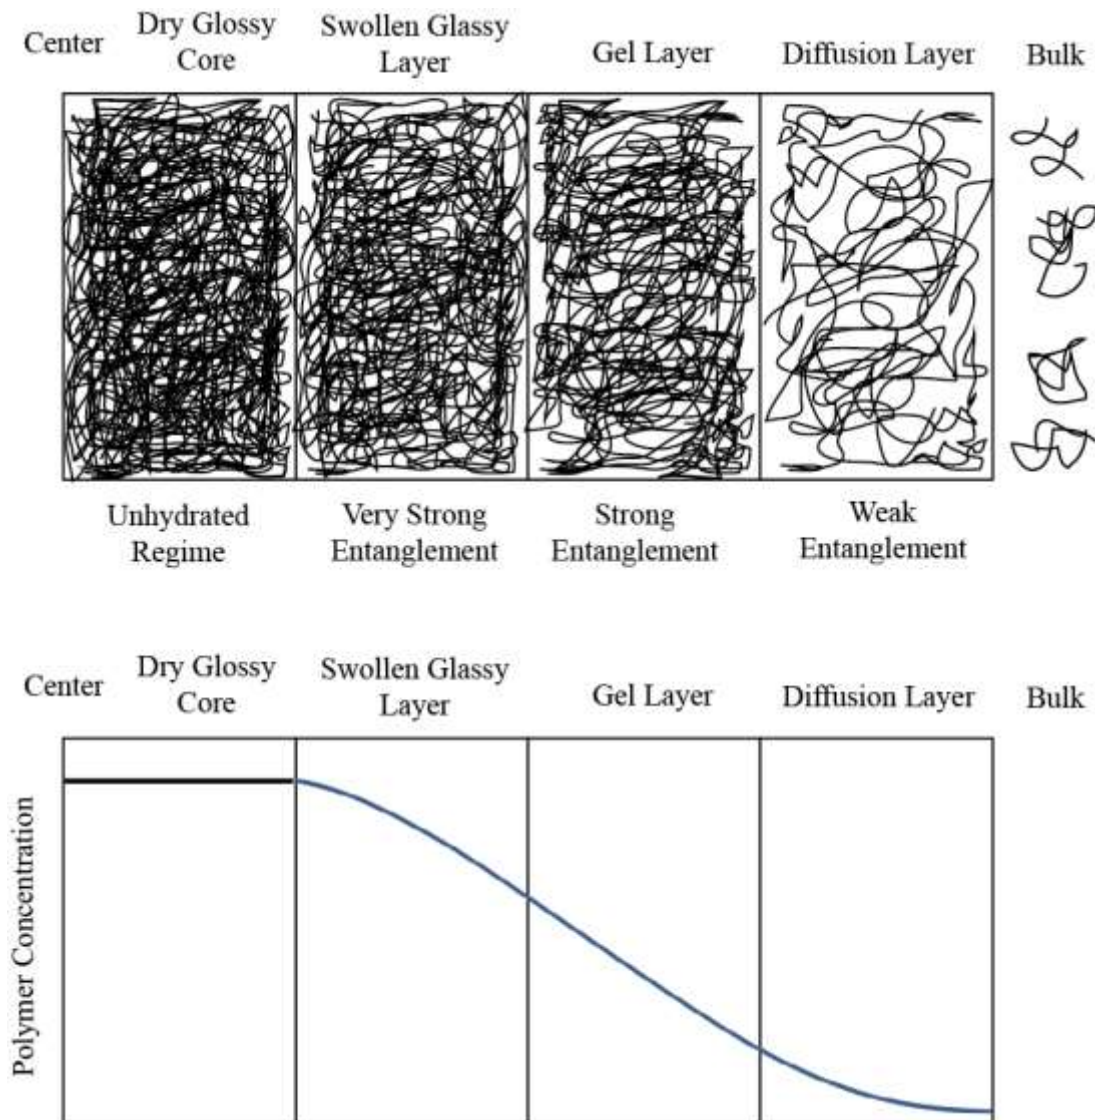 Center
Dry Glossy
Core
Swollen Glassy
Layer
Gel Layer
Diffusion Layer
Bulk
Unhydrated
Regime
Very Strong
Entanglement
Strong
Entanglement
Weak
Entanglement
Center
Dry Glossy
Core
Swollen Glassy
Layer
Gel Layer
Diffusion Layer
Bulk
Polymer Concentration